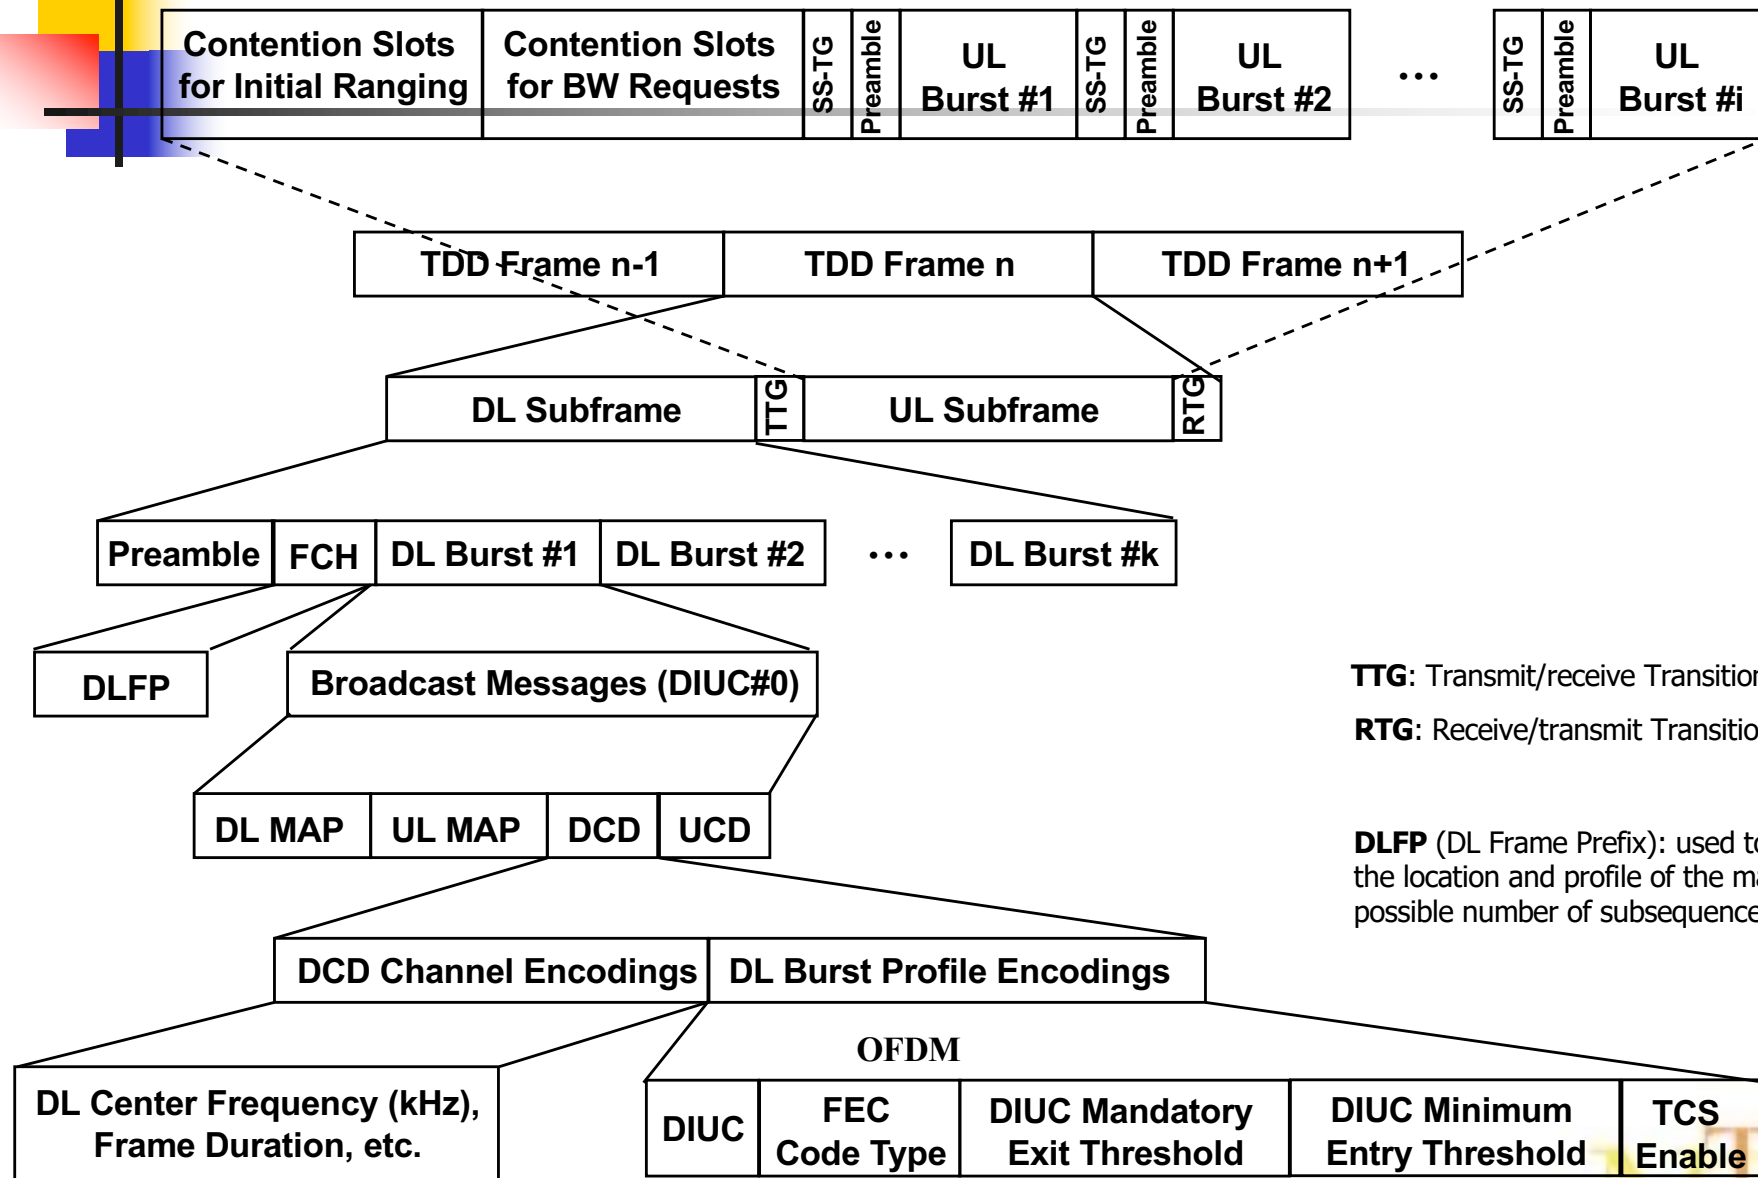 Contention Slots
for Initial Ranging
Contention Slots
for BW Requests
SS-TG
Preamble
UL
Burst #1
SS-TG
Preamble
UL
Burst #2
...
SS-TG
Preamble
UL
Burst #i
TDD Frame n-1
TDD Frame n
TDD Frame n+1
DL Subframe
TTG
UL Subframe
RTG
Preamble
FCH
DL Burst #1
DL Burst #2
...
DL Burst #k
DLFP
Broadcast Messages (DIUC#0)
TTG: Transmit/receive Transition
RTG: Receive/transmit Transitio
DL MAP
UL MAP
DCD
UCD
DLFP (DL Frame Prefix): used to
the location and profile of the ma
possible number of subsequence
DCD Channel Encodings
DL Burst Profile Encodings
OFDM
DL Center Frequency (kHz),
Frame Duration, etc.
DIUC
FEC
Code Type
DIUC Mandatory
Exit Threshold
DIUC Minimum
Entry Threshold
TCS
Enable